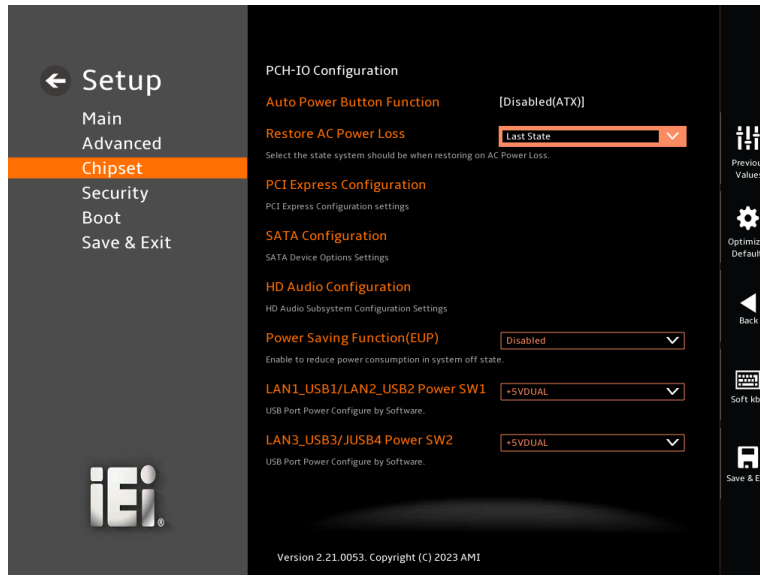 Setup
Main
Advanced
Chipset
Security
Boot
Save & Exit
iEi®
PCH-IO Configuration
Auto Power Button Function [Disabled(ATX)]
Restore AC Power Loss Last State
Select the state system should be when restoring on AC Power Loss.
PCI Express Configuration
PCI Express Configuration settings
SATA Configuration
SATA Device Options Settings
HD Audio Configuration
HD Audio Subsystem Configuration Settings
Power Saving Function(EUP) Disabled
Enable to reduce power consumption in system off state.
LAN1_USB1/LAN2_USB2 Power SW1 +5VDUAL
USB Port Power Configure by Software.
LAN3_USB3/JUSB4 Power SW2 +5VDUAL
USB Port Power Configure by Software.
Version 2.21.0053. Copyright (C) 2023 AMI
Previou
Values
Optimiz
Default
Back
Soft kb
Save & E